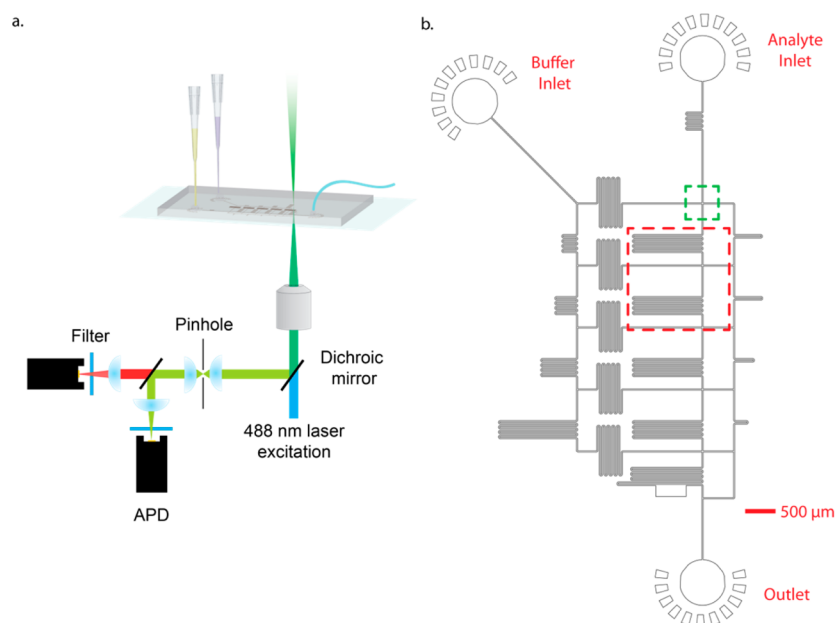 a.
Pinhole
Filter
Dichroic
mirror
488 nm laser
excitation
APD
b.
Buffer
Inlet
Analyte
Inlet
500 μm
Outlet